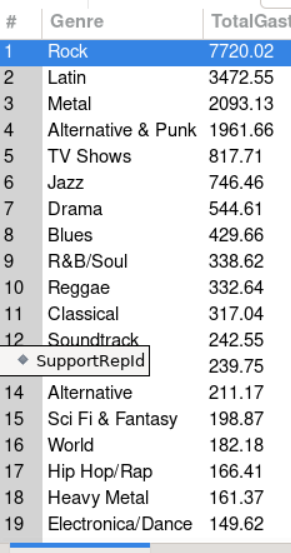 # Genre TotalGast
1 Rock 7720.02
2 Latin 3472.55
3 Metal 2093.13
4 Alternative & Punk 1961.66
5 TV Shows 817.71
6 Jazz 746.46
7 Drama 544.61
8 Blues 429.66
9 R&B/Soul 338.62
10 Reggae 332.64
11 Classical 317.04
12 Soundtrack 242.55
SupportRepId 239.75
14 Alternative 211.17
15 Sci Fi & Fantasy 198.87
16 World 182.18
17 Hip Hop/Rap 166.41
18 Heavy Metal 161.37
19 Electronica/Dance 149.62